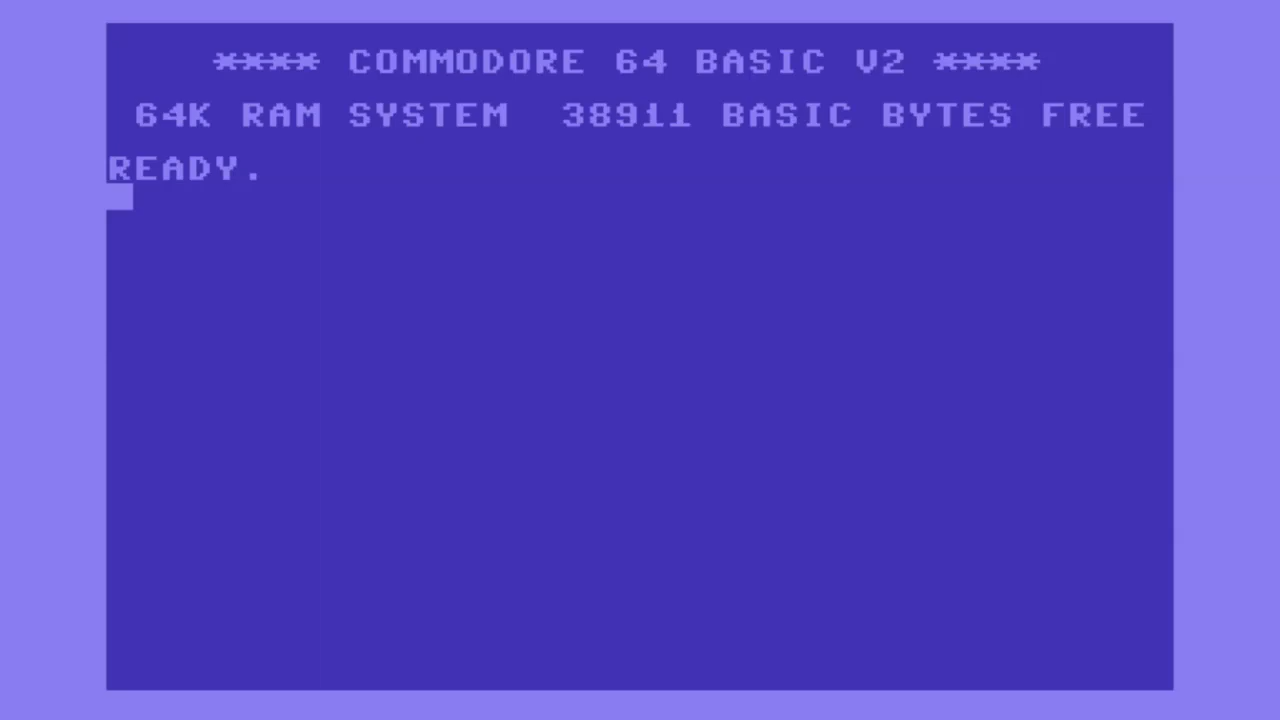 **** COMMODORE 64 BASIC V2 ****
64K RAM SYSTEM  38911 BASIC BYTES FREE
READY.